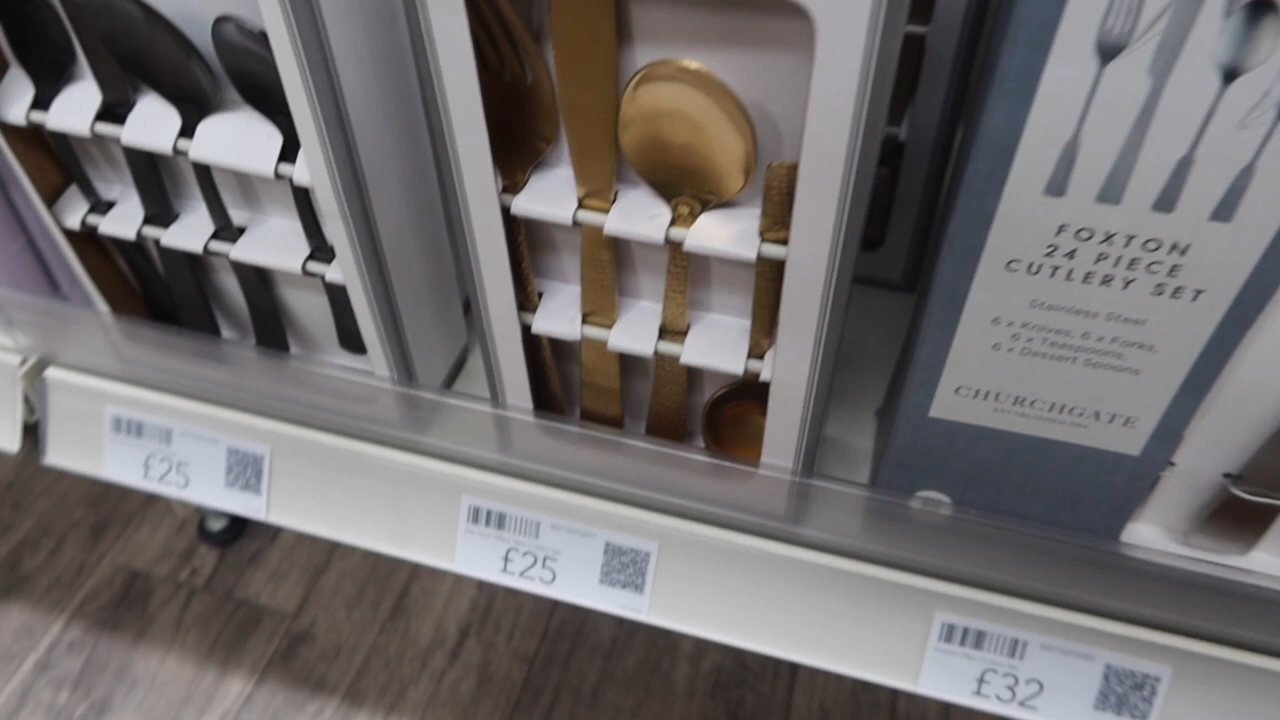 FOXTON
24 PIECE
CUTLERY SET
Stainless Steel
6 x Knives, 6 x Forks,
6 x Teaspoons,
6 x Dessert Spoons
CHURCHGATE
£25
£25
£32